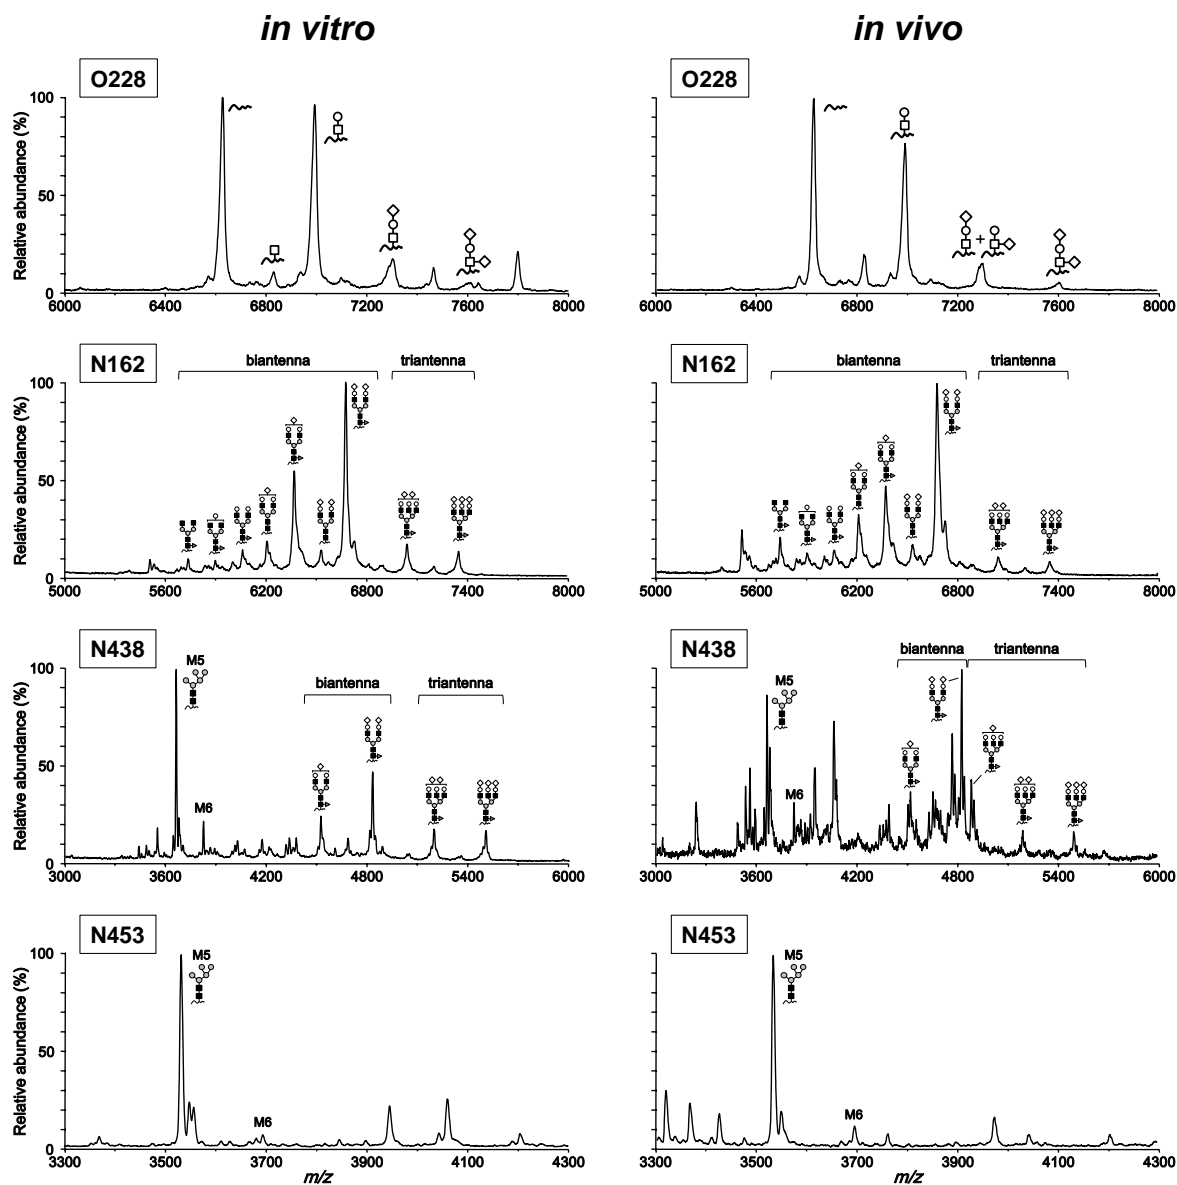 in vitro
in vivo
O228
O228
Relative abundance (%)
100
50
0
6000 6400 6800 7200 7600 8000
6000 6400 6800 7200 7600 8000
+
N162
N162
biantenna triantenna
biantenna triantenna
Relative abundance (%)
100
50
0
5000 5600 6200 6800 7400 8000
5000 5600 6200 6800 7400 8000
N438
N438
biantenna triantenna
biantenna triantenna
M5
M6
M5
M6
Relative abundance (%)
100
50
0
3000 3600 4200 4800 5400 6000
3000 3600 4200 4800 5400 6000
N453
N453
M5
M6
M5
M6
Relative abundance (%)
100
50
0
3300 3500 3700 3900 4100 4300
3300 3500 3700 3900 4100 4300
m/z
m/z